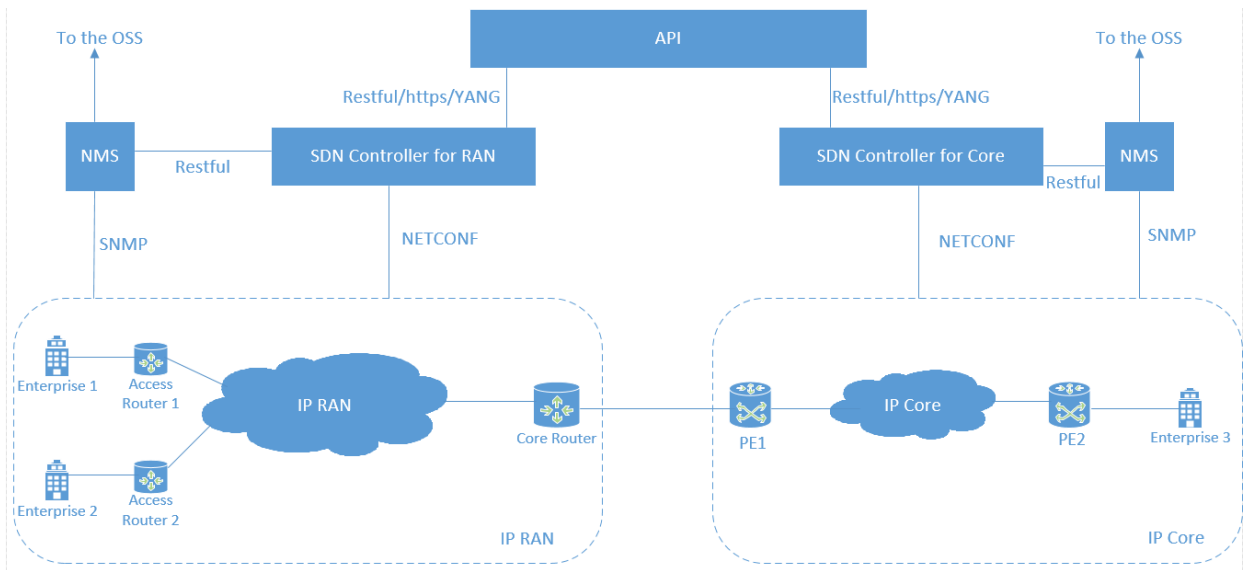 To the OSS
API
To the OSS
Restful/https/YANG
Restful/https/YANG
NMS
Restful
SDN Controller for RAN
SDN Controller for Core
Restful
NMS
SNMP
NETCONF
NETCONF
SNMP
Enterprise 1
Access
Router 1
IP RAN
Core Router
PE1
IP Core
PE2
Enterprise 3
Enterprise 2
Access
Router 2
IP RAN
IP Core